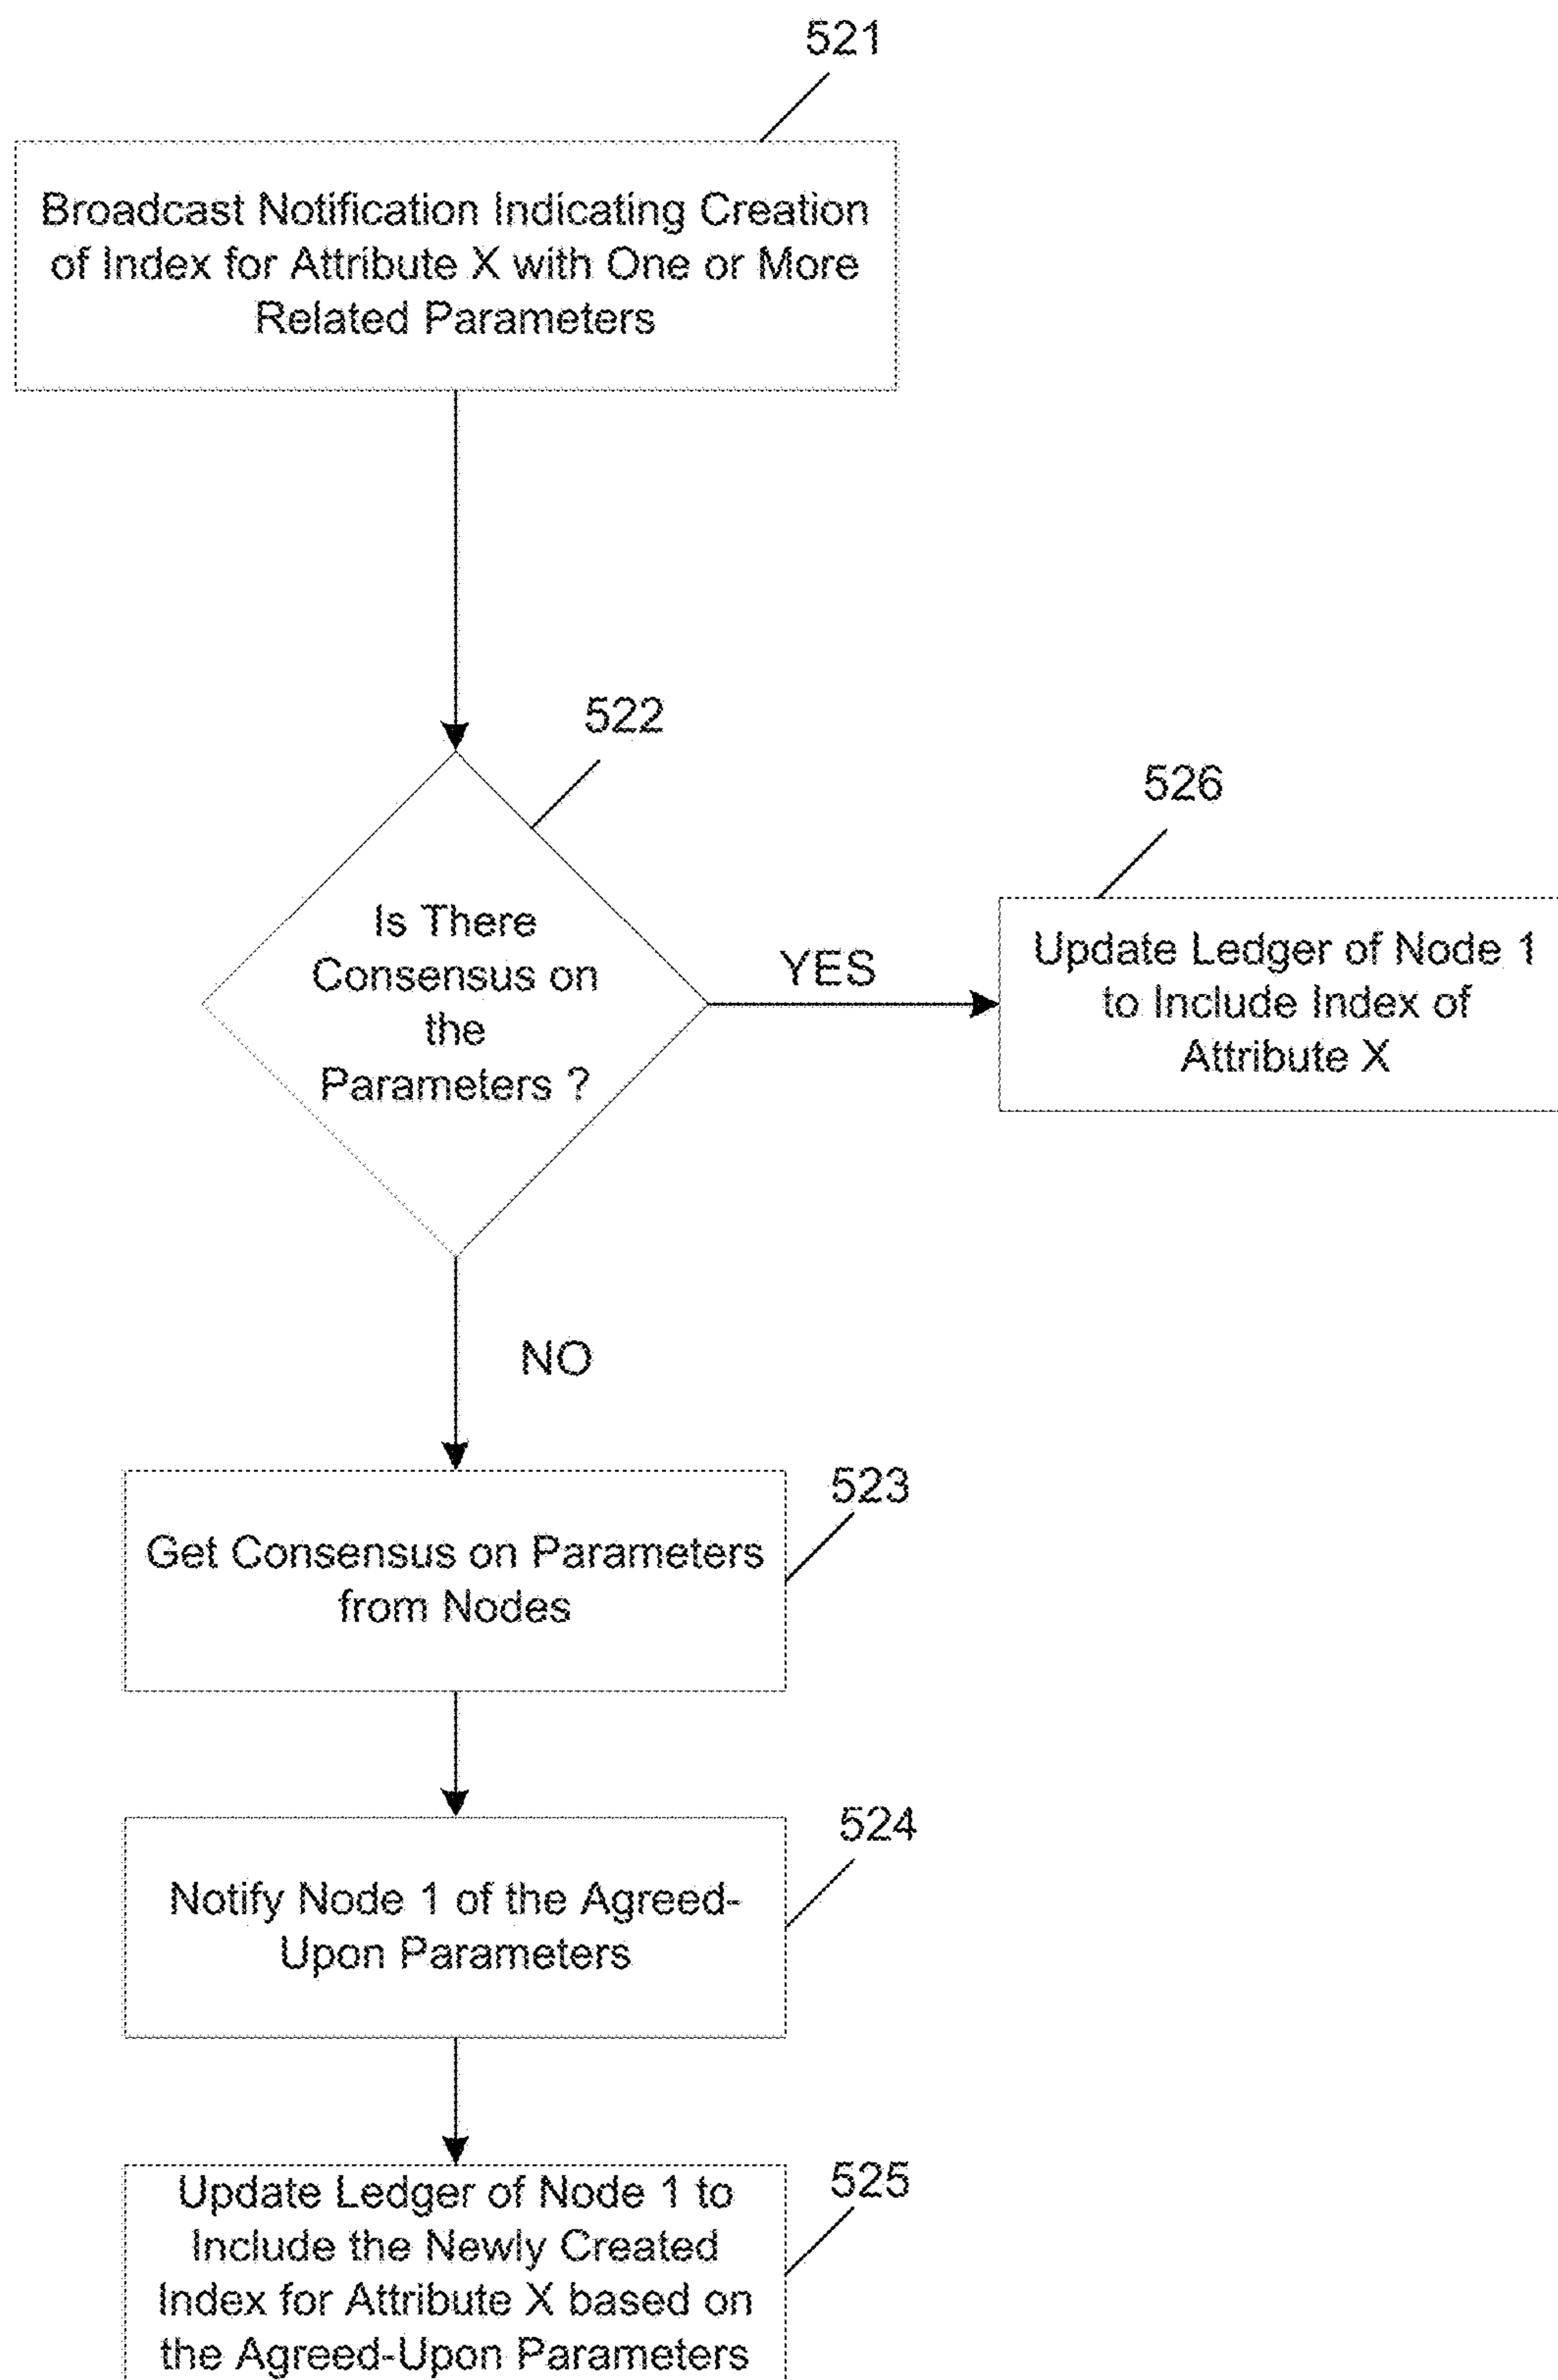 521
Broadcast Notification Indicating Creation
of Index for Attribute X with One or More
Related Parameters
522
Is There
Consensus on
the
Parameters ?
YES
526
Update Ledger of Node 1
to Include Index of
Attribute X
NO
523
Get Consensus on Parameters
from Nodes
524
Notify Node 1 of the Agreed-
Upon Parameters
525
Update Ledger of Node 1 to
Include the Newly Created
Index for Attribute X based on
the Agreed-Upon Parameters